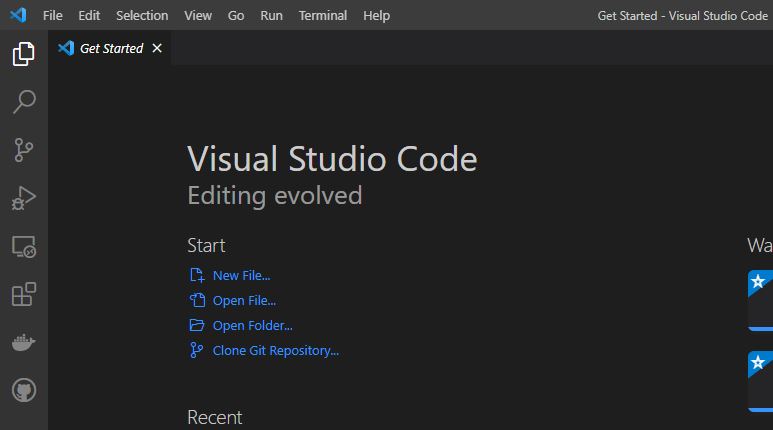 File Edit Selection View Go Run Terminal Help Get Started - Visual Studio Code
Get Started
Visual Studio Code
Editing evolved
Start
Wa
New File...
Open File...
Open Folder...
Clone Git Repository...
Recent